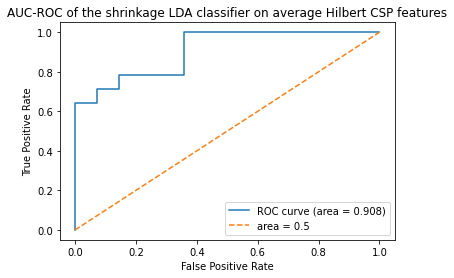 AUC-ROC of the shrinkage LDA classifier on average Hilbert CSP features
1.0
0.8
0.6
0.4
0.2
0.0
True Positive Rate
ROC curve (area = 0.908)
area = 0.5
0.0 0.2 0.4 0.6 0.8 1.0
False Positive Rate